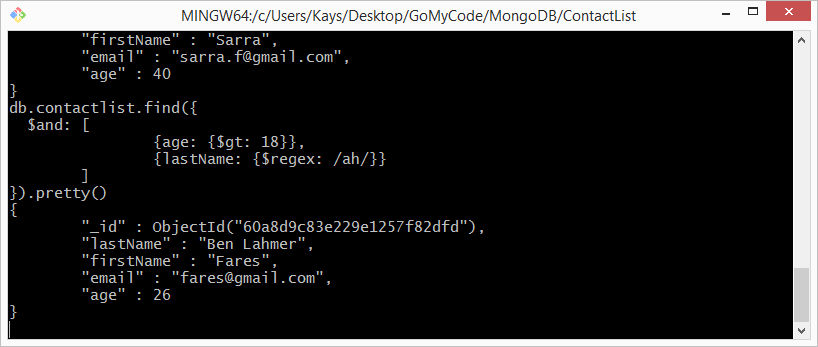 MINGW64:/c/Users/Kays/Desktop/GoMyCode/MongoDB/ContactList
        "firstName" : "Sarra",
        "email" : "sarra.f@gmail.com",
        "age" : 40
}
db.contactlist.find({
  $and: [
                {age: {$gt: 18}},
                {lastName: {$regex: /ah/}}
        ]
}).pretty()
{
        "_id" : ObjectId("60a8d9c83e229e1257f82dfd"),
        "lastName" : "Ben Lahmer",
        "firstName" : "Fares",
        "email" : "fares@gmail.com",
        "age" : 26
}